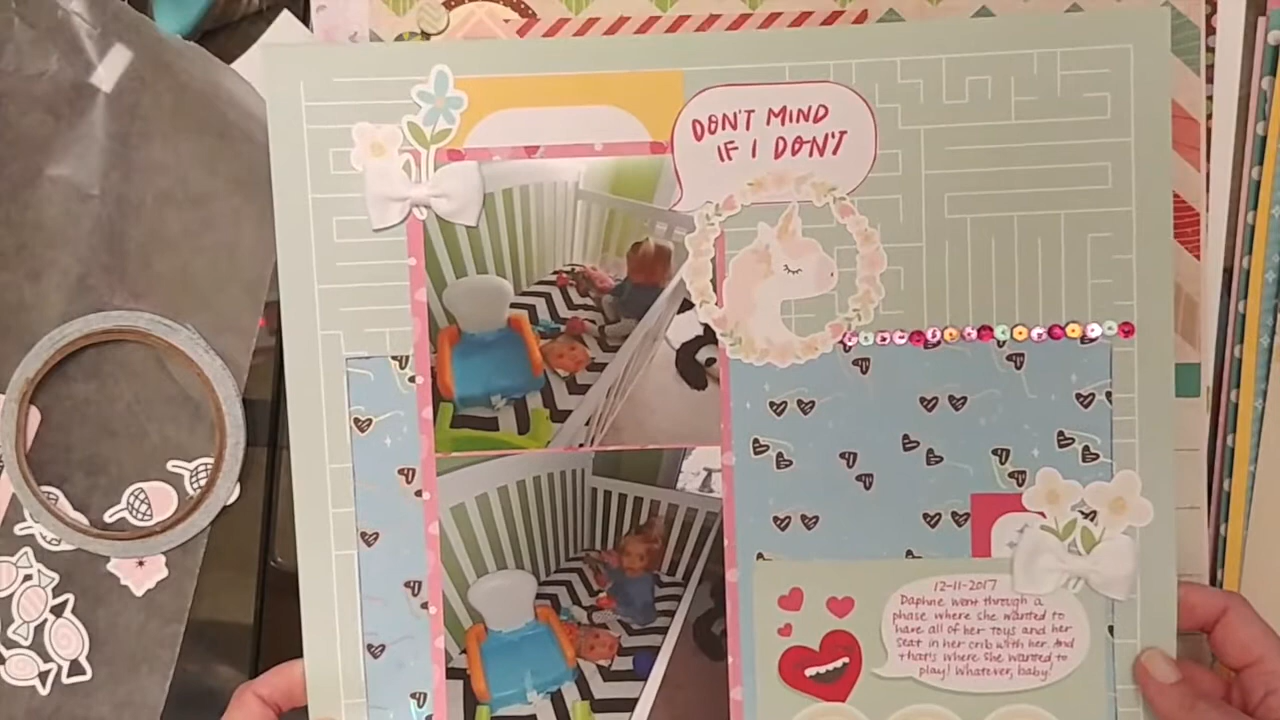 DON'T MIND
IF I DON'T
12-11-2017
Daphne went through a
phase where she wanted to
have all of her toys and her
seat in her crib with her. And
that's where she wanted to
play! Whatever, baby!